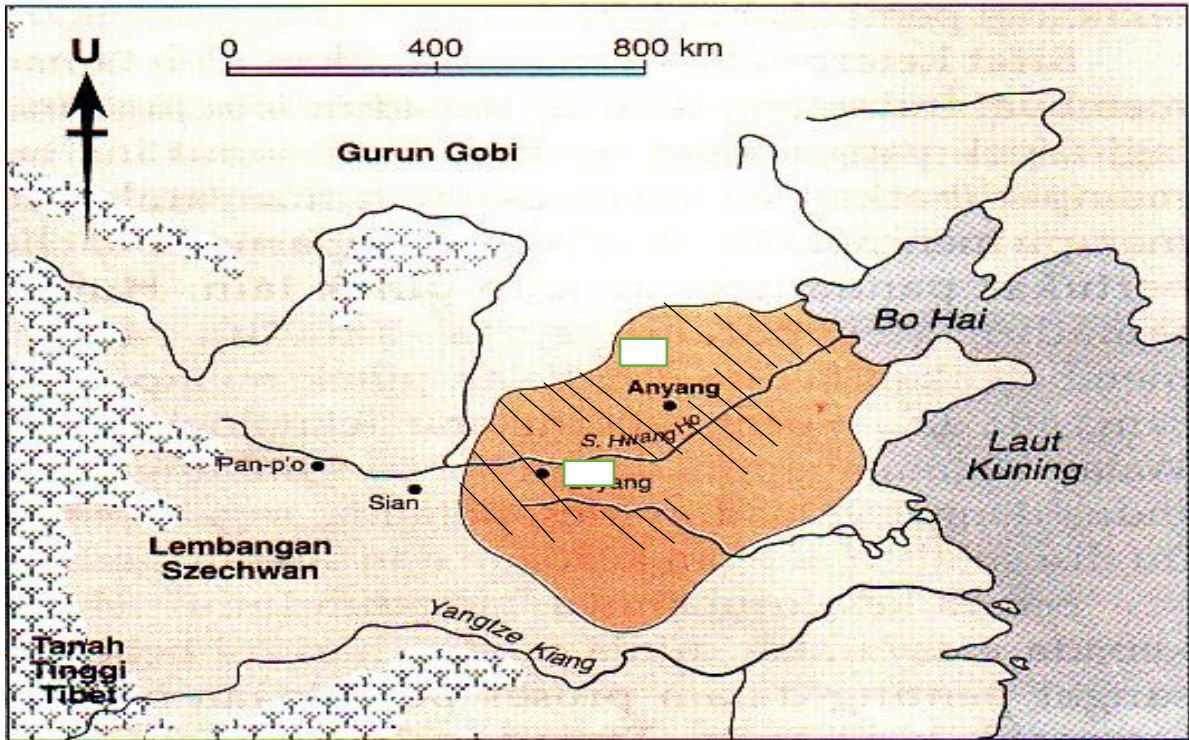 U
0 400 800 km
Gurun Gobi
Bo Hai
Anyang
S. Hwang Ho
Laut
Kuning
Pan-p'o
Sian
Lembangan
Szechwan
Yangtze Kiang
Tanah
Tinggi
Tibet